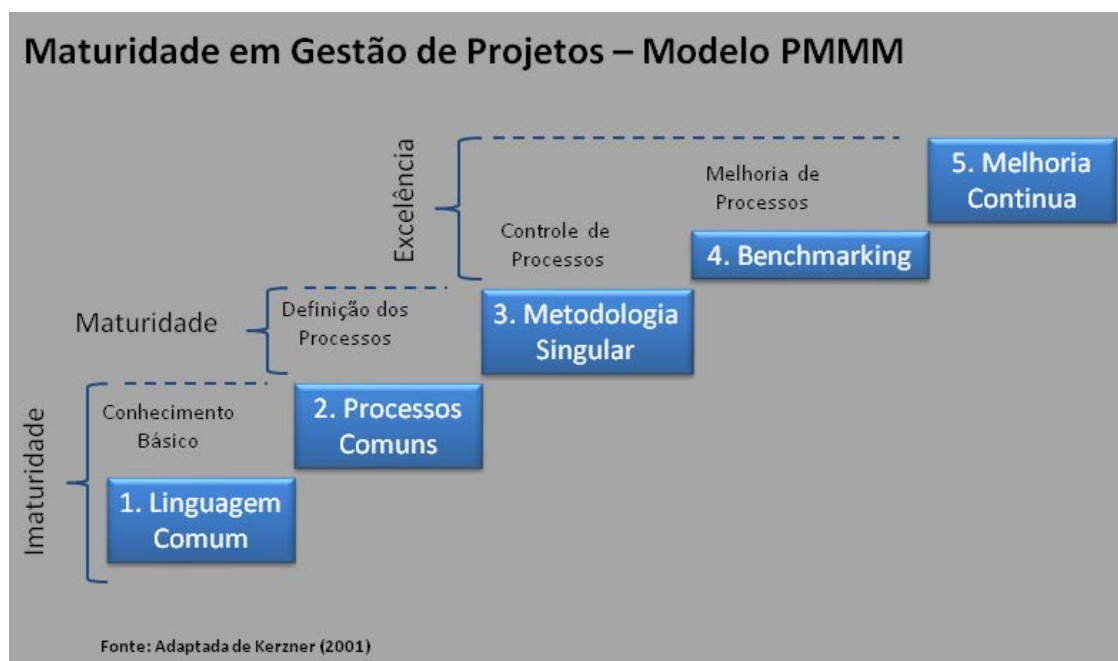 Maturidade em Gestão de Projetos – Modelo PMMM
Excelência
5. Melhoria
Continua
Melhoria de
Processos
4. Benchmarking
Controle de
Processos
3. Metodologia
Singular
Maturidade
Definição dos
Processos
2. Processos
Comuns
Imaturidade
Conhecimento
Básico
1. Linguagem
Comum
Fonte: Adaptada de Kerzner (2001)